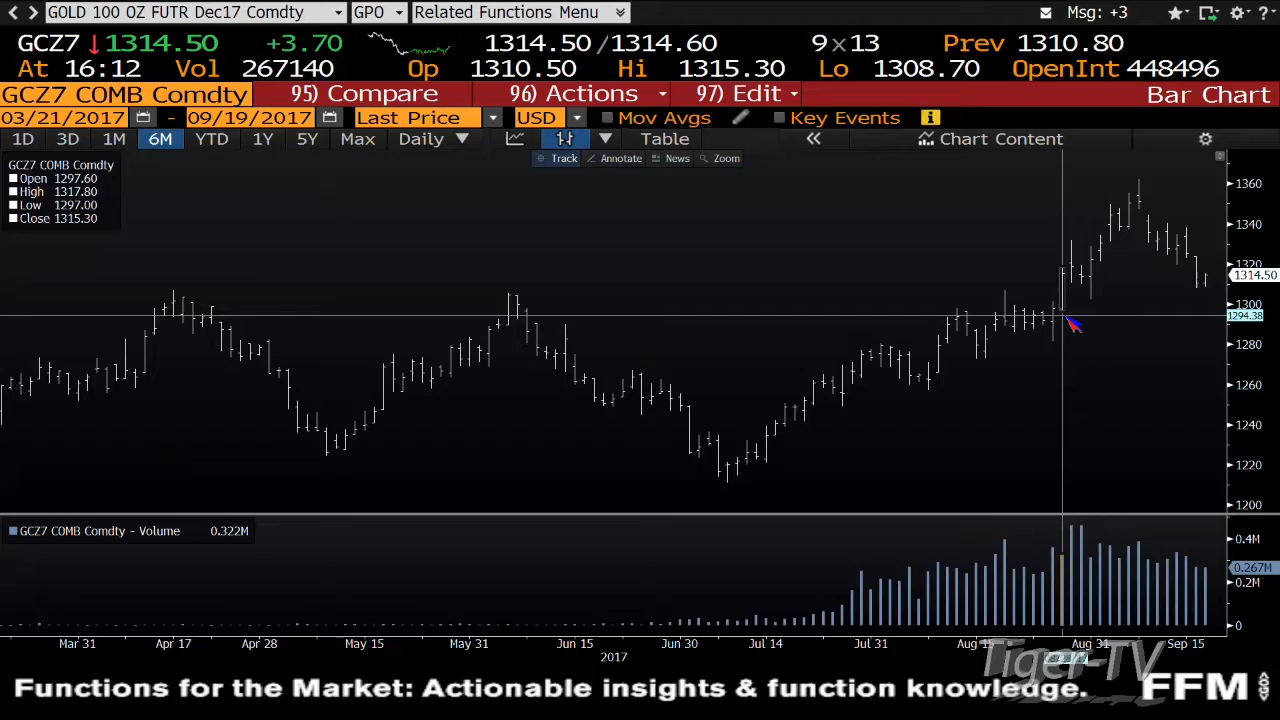 GOLD 100 OZ FUTR Dec17 Comdty GPO Related Functions Menu Msg: +3
GCZ7 1314.50 +3.70 1314.50/1314.60 9x13 Prev 1310.80
At 16:12 Vol 267140 Op 1310.50 Hi 1315.30 Lo 1308.70 OpenInt 448496
GCZ7 COMB Comdty 95) Compare 96) Actions 97) Edit Bar Chart
03/21/2017 - 09/19/2017 Last Price USD Mov Avgs Key Events
1D 3D 1M 6M YTD 1Y 5Y Max Daily Table Chart Content
Track Annotate News Zoom
GCZ7 COMB Comdty
Open 1297.60
High 1317.80
Low 1297.00
Close 1315.30
1360
1340
1320
1314.50
1300
1294.38
1280
1260
1240
1220
1200
GCZ7 COMB Comdty - Volume 0.322M
0.4M
0.267M
0.2M
0
Mar 31 Apr 17 Apr 28 May 15 May 31 Jun 15 Jun 30 Jul 14 Jul 31 Aug 15 Aug 31 Sep 15
2017
Tiger-TV
Functions for the Market: Actionable insights & function knowledge. FFM